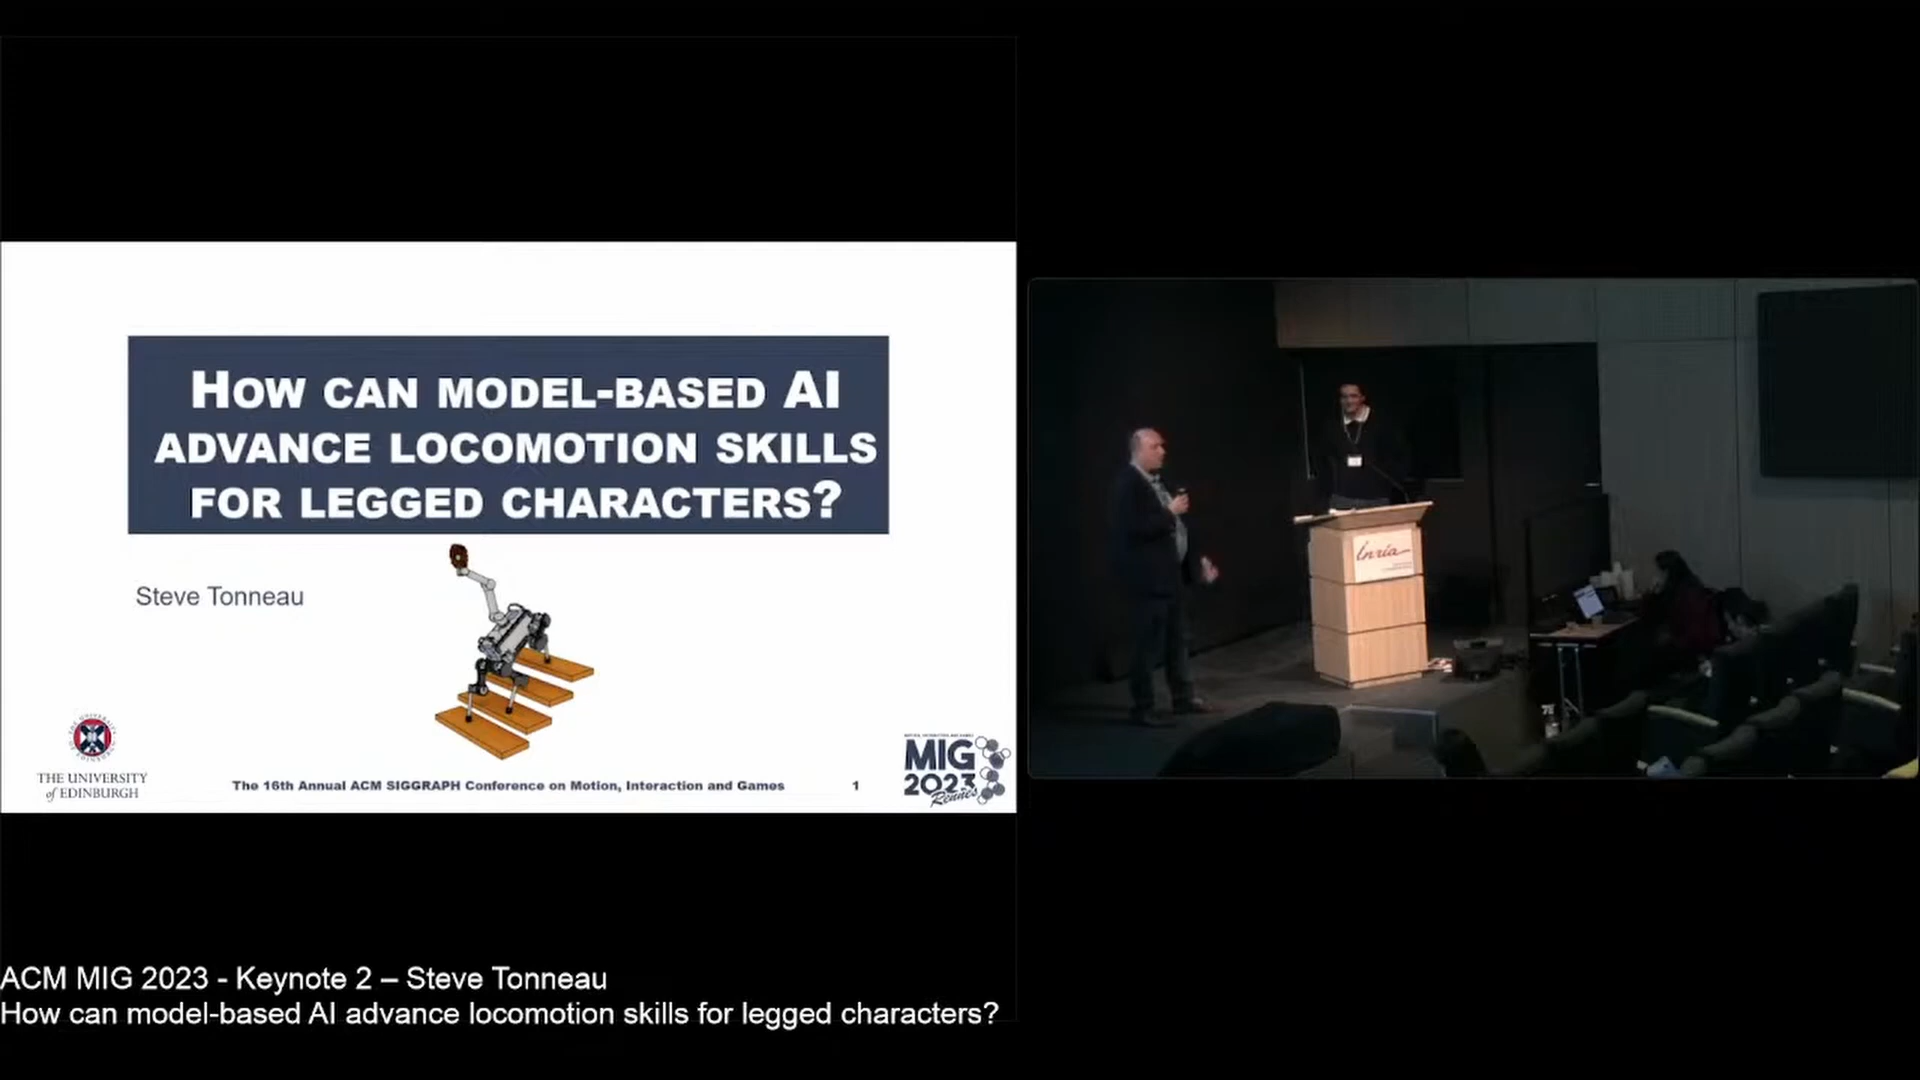 HOW CAN MODEL-BASED AI
ADVANCE LOCOMOTION SKILLS
FOR LEGGED CHARACTERS?
Steve Tonneau
THE UNIVERSITY
of EDINBURGH
The 16th Annual ACM SIGGRAPH Conference on Motion, Interaction and Games
1
MIG
2023
Rennes
Inria
ACM MIG 2023 - Keynote 2 – Steve Tonneau
How can model-based AI advance locomotion skills for legged characters?